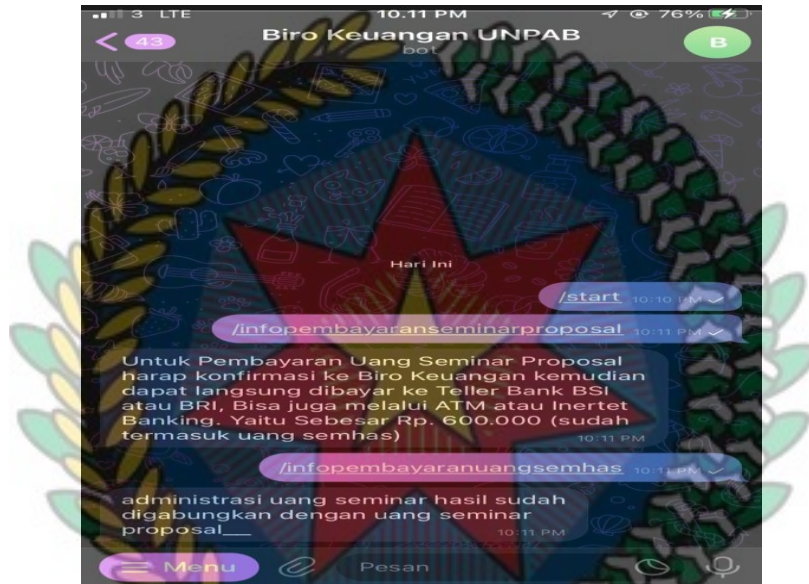 3 LTE 10.11 PM 76%
43 Biro Keuangan UNPAB B
bot
Hari Ini
/start 10:10 PM
/infopembayaranseminarproposal 10:11 PM
Untuk Pembayaran Uang Seminar Proposal
harap konfirmasi ke Biro Keuangan kemudian
dapat langsung dibayar ke Teller Bank BSI
atau BRI, Bisa juga melalui ATM atau Inertet
Banking. Yaitu Sebesar Rp. 600.000 (sudah
termasuk uang semhas) 10:11 PM
/infopembayaranuangsemhas 10:11 PM
administrasi uang seminar hasil sudah
digabungkan dengan uang seminar
proposal__ 10:11 PM
Menu Pesan